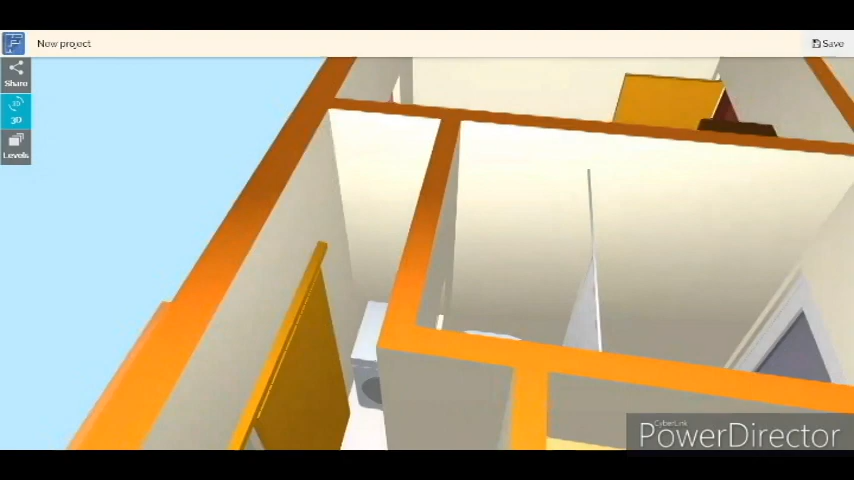 New project
Save
Share
3D
Levels
CyberLink
PowerDirector